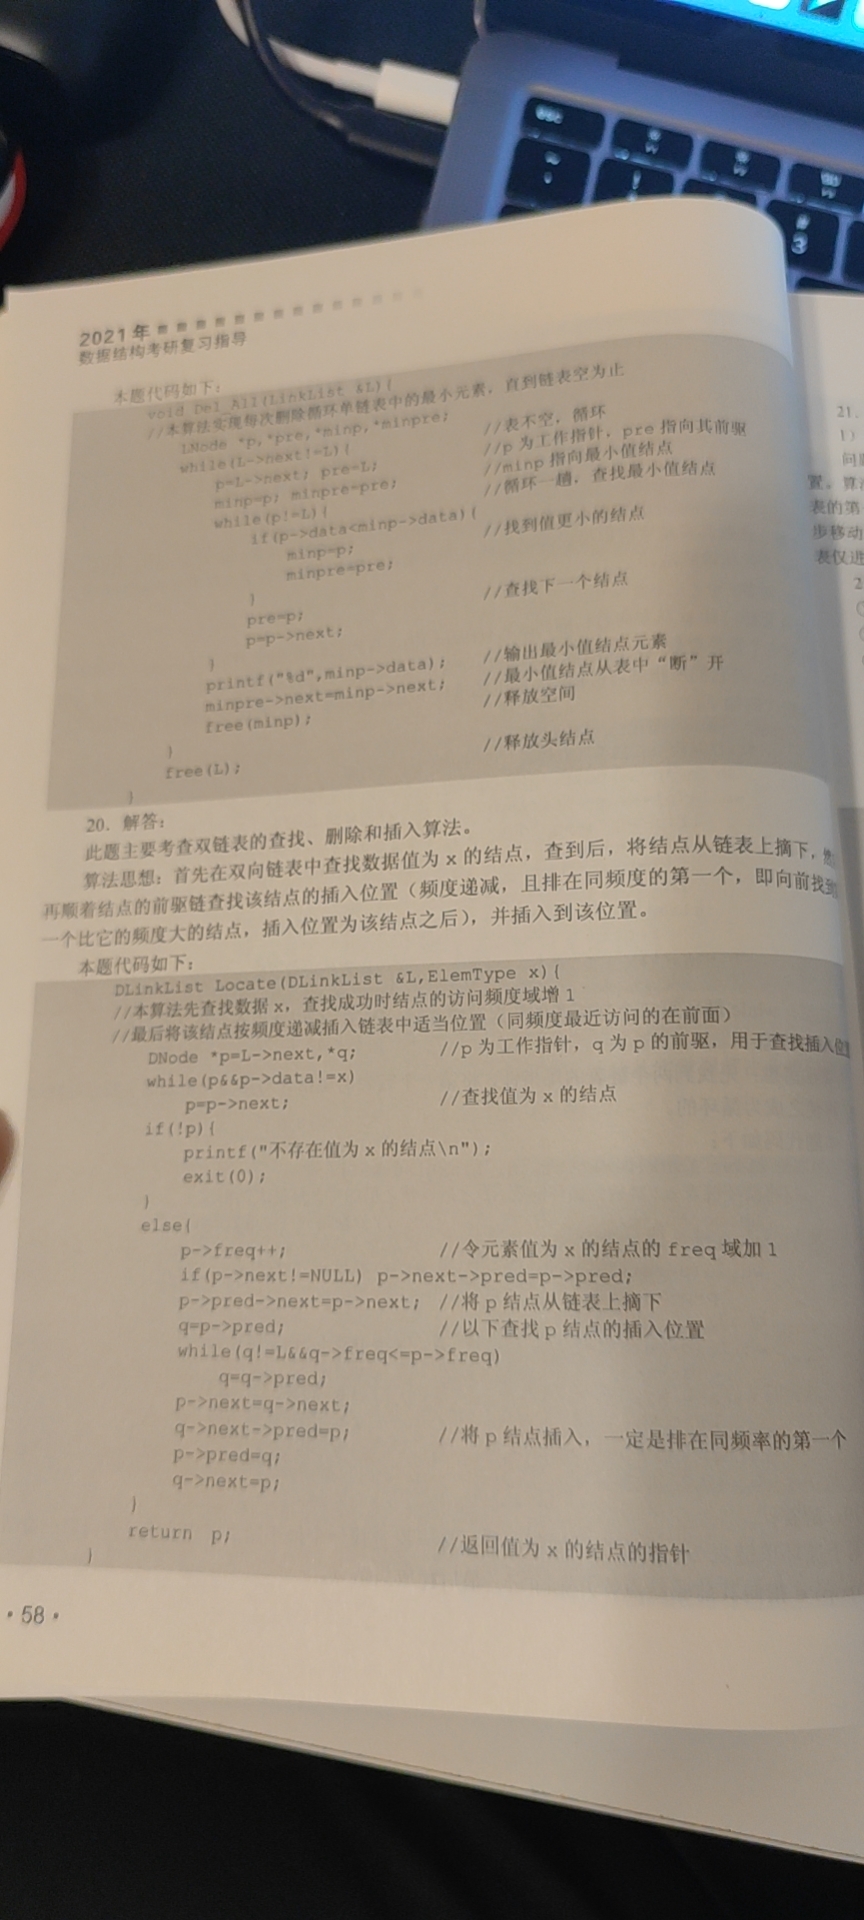 esc
3
2021年
数据结构考研复习指导
本题代码如下：
void Del_All(LinkList &L){
//本算法实现每次删除循环单链表中的最小元素，直到链表空为止
LNode *p,*pre,*minp,*minpre;
while(L->next!=L){ //表不空，循环
p=L->next; pre=L; //p 为工作指针，pre 指向其前驱
minp=p; minpre=pre; //minp 指向最小值结点
while(p!=L){ //循环一趟，查找最小值结点
if(p->data<minp->data){
minp=p; //找到值更小的结点
minpre=pre;
}
pre=p; //查找下一个结点
p=p->next;
}
printf("%d",minp->data); //输出最小值结点元素
minpre->next=minp->next; //最小值结点从表中“断”开
free(minp); //释放空间
}
free(L); //释放头结点
}
20．解答：
此题主要考查双链表的查找、删除和插入算法。
算法思想：首先在双向链表中查找数据值为 x 的结点，查到后，将结点从链表上摘下，然
再顺着结点的前驱链查找该结点的插入位置（频度递减，且排在同频度的第一个，即向前找到
一个比它的频度大的结点，插入位置为该结点之后），并插入到该位置。
本题代码如下：
DLinkList Locate(DLinkList &L,ElemType x){
//本算法先查找数据 x，查找成功时结点的访问频度域增 1
//最后将该结点按频度递减插入链表中适当位置（同频度最近访问的在前面）
DNode *p=L->next,*q; //p 为工作指针，q 为 p 的前驱，用于查找插入位置
while(p&&p->data!=x)
p=p->next; //查找值为 x 的结点
if(!p){
printf("不存在值为 x 的结点\n");
exit(0);
}
else{
p->freq++; //令元素值为 x 的结点的 freq 域加 1
if(p->next!=NULL) p->next->pred=p->pred;
p->pred->next=p->next; //将 p 结点从链表上摘下
q=p->pred; //以下查找 p 结点的插入位置
while(q!=L&&q->freq<=p->freq)
q=q->pred;
p->next=q->next;
q->next->pred=p; //将 p 结点插入，一定是排在同频率的第一个
p->pred=q;
q->next=p;
}
return p; //返回值为 x 的结点的指针
}
·58·
21.
1）
问
置。算
表的第
步移动
表仅进
2